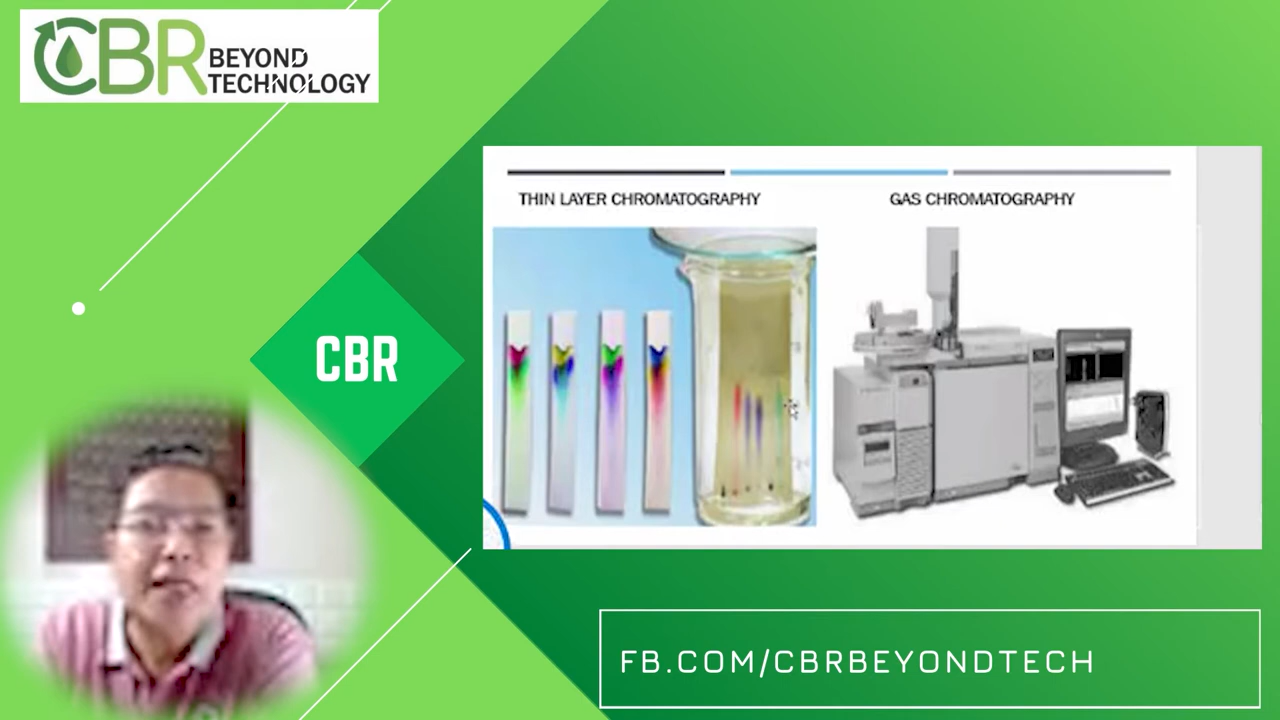 CBR BEYOND
TECHNOLOGY
THIN LAYER CHROMATOGRAPHY
GAS CHROMATOGRAPHY
CBR
FB.COM/CBRBEYONDTECH